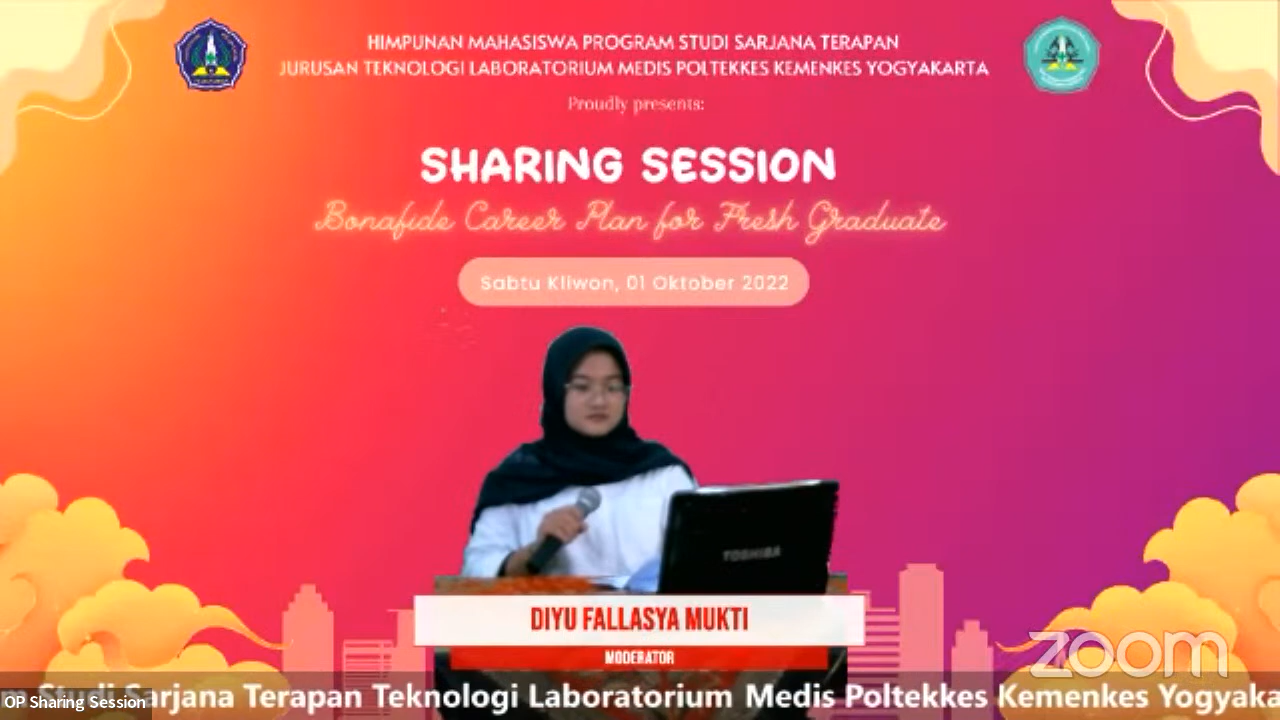 HIMPUNAN MAHASISWA PROGRAM STUDI SARJANA TERAPAN
JURUSAN TEKNOLOGI LABORATORIUM MEDIS POLTEKKES KEMENKES YOGYAKARTA
Proudly presents:
SHARING SESSION
Bonafide Career Plan for Fresh Graduate
Sabtu Kliwon, 01 Oktober 2022
TOSHIBA
DIYU FALLASYA MUKTI
MODERATOR
zoom
Studi Sarjana Terapan Teknologi Laboratorium Medis Poltekkes Kemenkes Yogyaka
OP Sharing Session